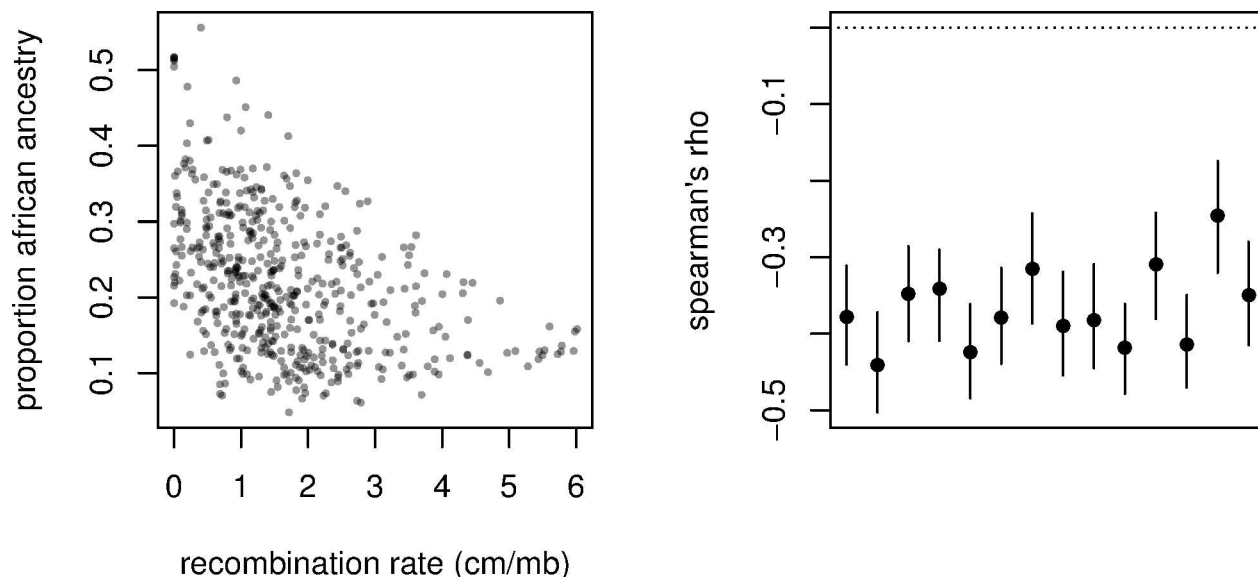 proportion african ancestry
0.5
0.4
0.3
0.2
0.1
0 1 2 3 4 5 6
recombination rate (cm/mb)
spearman's rho
−0.1
−0.3
−0.5